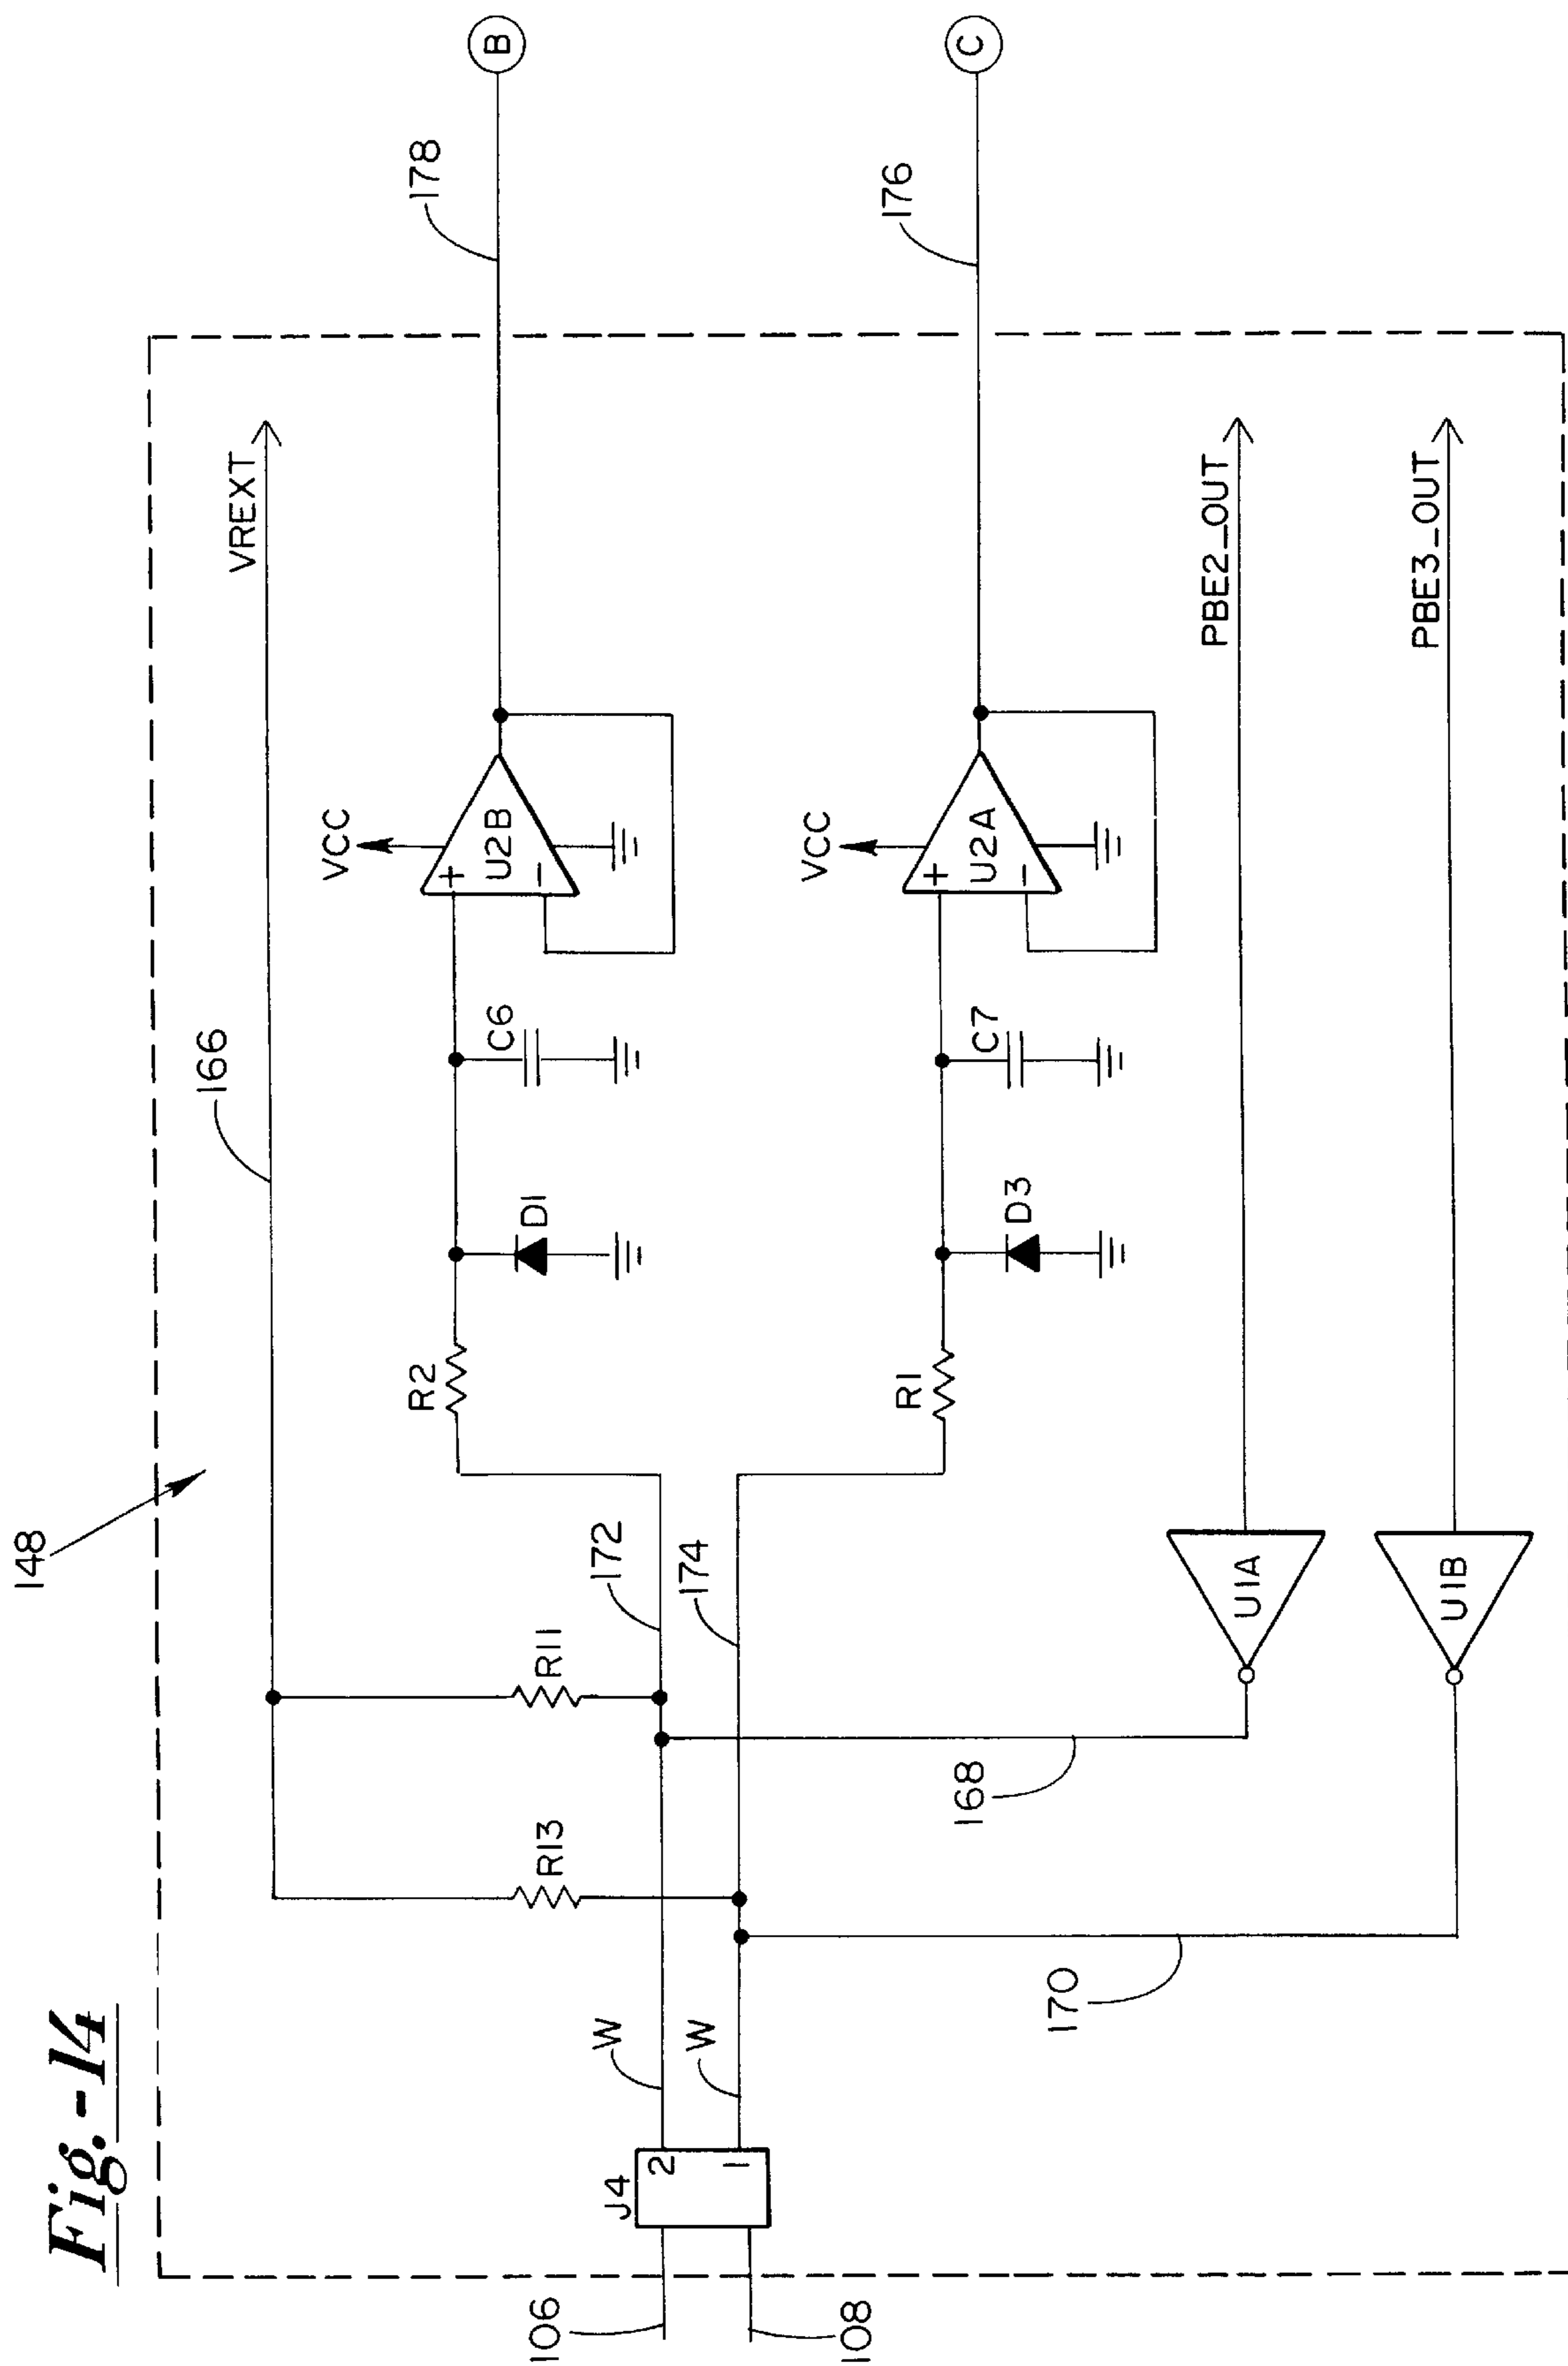 Fig.-14
148
166
VREXT
178
B
VCC
+
U2B
−
C6
D1
R2
R11
R13
172
174
W
W
J4
2
1
106
108
176
C
VCC
+
U2A
−
C7
D3
R1
168
170
U1A
PBE2_OUT
U1B
PBE3_OUT